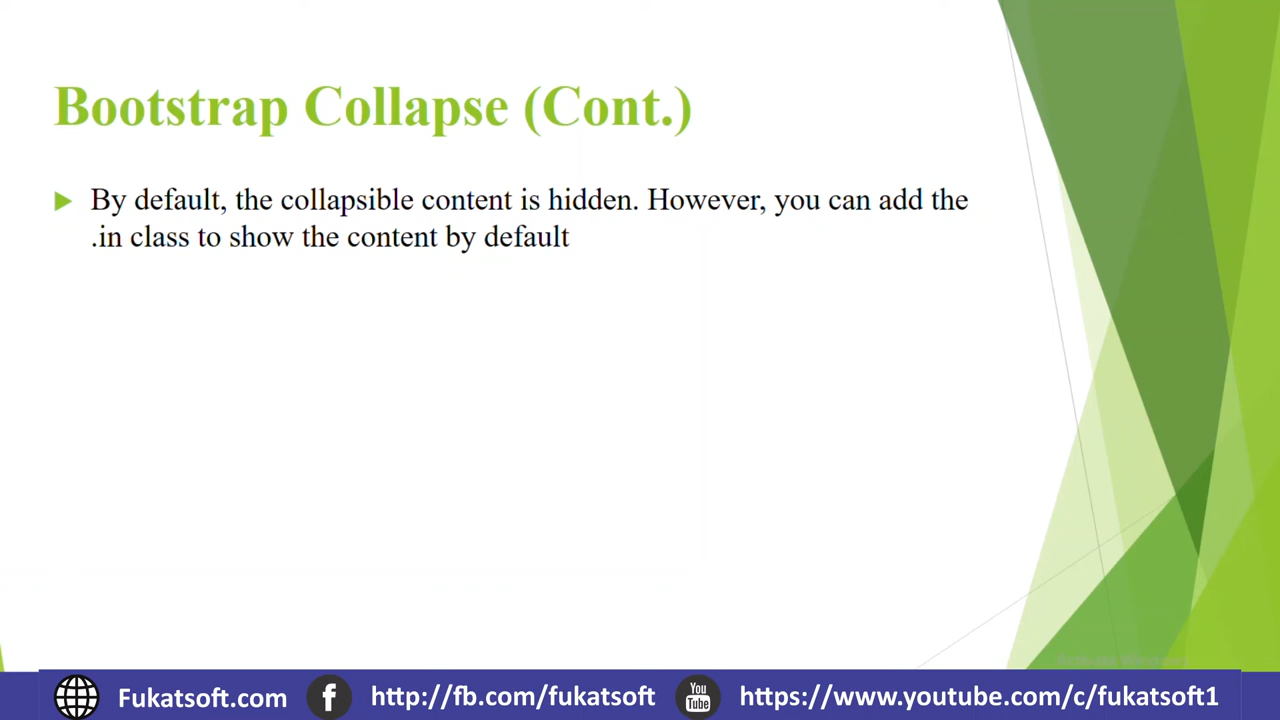 Bootstrap Collapse (Cont.)
By default, the collapsible content is hidden. However, you can add the
.in class to show the content by default
Fukatsoft.com
http://fb.com/fukatsoft
You Tube
https://www.youtube.com/c/fukatsoft1